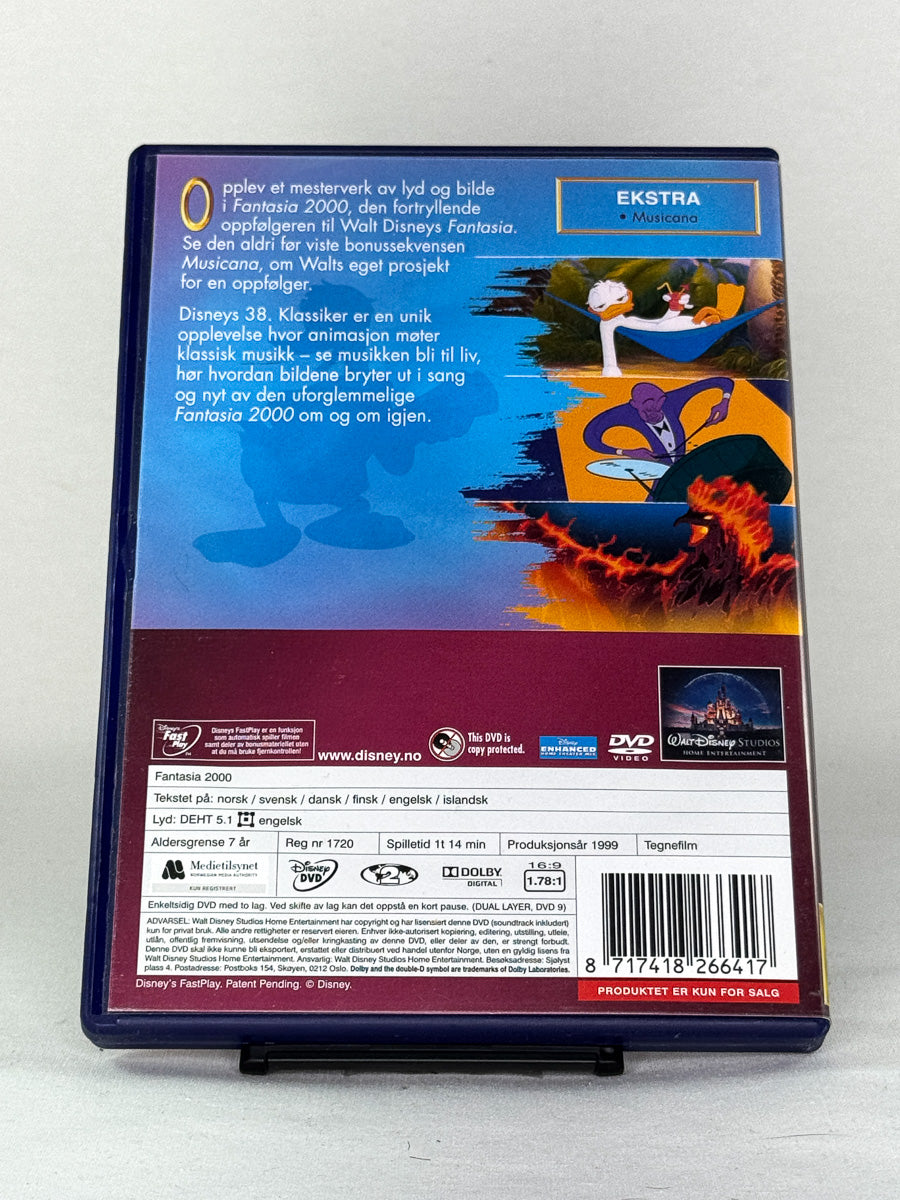 Opplev et mesterverk av lyd og bilde
i Fantasia 2000, den fortryllende
oppfølgeren til Walt Disneys Fantasia.
Se den aldri før viste bonussekvensen
Musicana, om Walts eget prosjekt
for en oppfølger.
Disneys 38. Klassiker er en unik
opplevelse hvor animasjon møter
klassisk musikk – se musikken bli til liv,
hør hvordan bildene bryter ut i sang
og nyt av den uforglemmelige
Fantasia 2000 om og om igjen.
EKSTRA
• Musicana
Disney's Fast Play ™
Disneys FastPlay er en funksjon
som automatisk spiller filmen
samt deler av bonusmaterialet uten
at du må bruke fjernkontrollen!
www.disney.no
This DVD is
copy protected.
Disney
ENHANCED
HOME THEATER MIX
DVD
VIDEO
WALT DISNEY STUDIOS
HOME ENTERTAINMENT
Fantasia 2000
Tekstet på: norsk / svensk / dansk / finsk / engelsk / islandsk
Lyd: DEHT 5.1 engelsk
Aldersgrense 7 år
Reg nr 1720
Spilletid 1t 14 min
Produksjonsår 1999
Tegnefilm
Medietilsynet
NORWEGIAN MEDIA AUTHORITY
KUN REGISTRERT
Disney
DVD
2
DOLBY
DIGITAL
16:9
1.78:1
Enkeltsidig DVD med to lag. Ved skifte av lag kan det oppstå en kort pause. (DUAL LAYER, DVD 9)
ADVARSEL: Walt Disney Studios Home Entertainment har copyright og har lisensiert denne DVD (soundtrack inkludert)
kun for privat bruk. Alle andre rettigheter er reservert eieren. Enhver ikke-autorisert kopiering, editering, utstilling, utleie,
utlån, offentlig fremvisning, utsendelse og/eller kringkasting av denne DVD, eller deler av den, er strengt forbudt.
Denne DVD skal ikke kunne bli eksportert, erstattet eller distribuert ved handel utenfor Norge, uten en gyldig lisens fra
Walt Disney Studios Home Entertainment. Ansvarlig: Walt Disney Studios Home Entertainment. Besøksadresse: Sjølyst
plass 4. Postadresse: Postboks 154, Skøyen, 0212 Oslo. Dolby and the double-D symbol are trademarks of Dolby Laboratories.
8 717418 266417
Disney's FastPlay. Patent Pending. © Disney.
PRODUKTET ER KUN FOR SALG